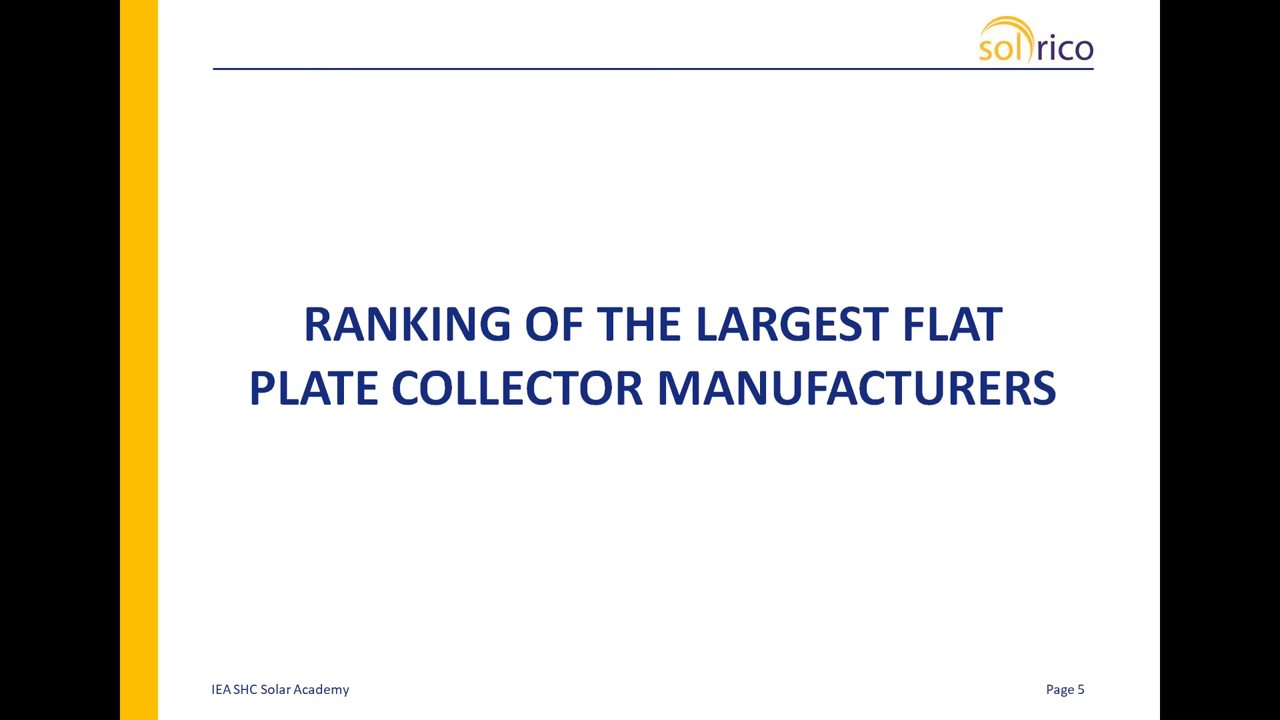 solrico
RANKING OF THE LARGEST FLAT
PLATE COLLECTOR MANUFACTURERS
IEA SHC Solar Academy
Page 5